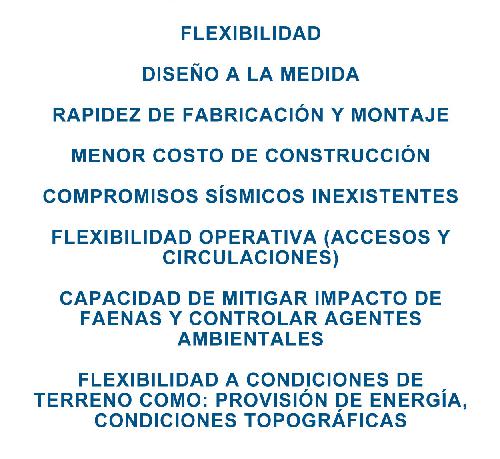 FLEXIBILIDAD
DISEÑO A LA MEDIDA
RAPIDEZ DE FABRICACIÓN Y MONTAJE
MENOR COSTO DE CONSTRUCCIÓN
COMPROMISOS SÍSMICOS INEXISTENTES
FLEXIBILIDAD OPERATIVA (ACCESOS Y
CIRCULACIONES)
CAPACIDAD DE MITIGAR IMPACTO DE
FAENAS Y CONTROLAR AGENTES
AMBIENTALES
FLEXIBILIDAD A CONDICIONES DE
TERRENO COMO: PROVISIÓN DE ENERGÍA,
CONDICIONES TOPOGRÁFICAS